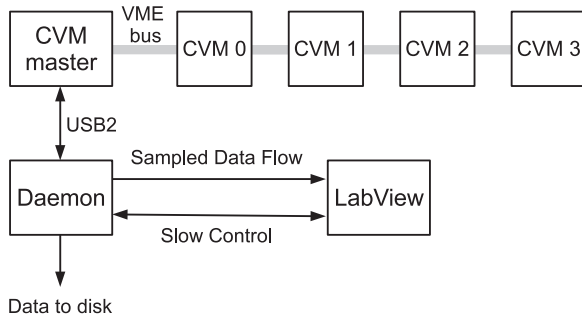 VME
bus
CVM
master
CVM 0
CVM 1
CVM 2
CVM 3
USB2
Sampled Data Flow
Daemon
LabView
Slow Control
Data to disk